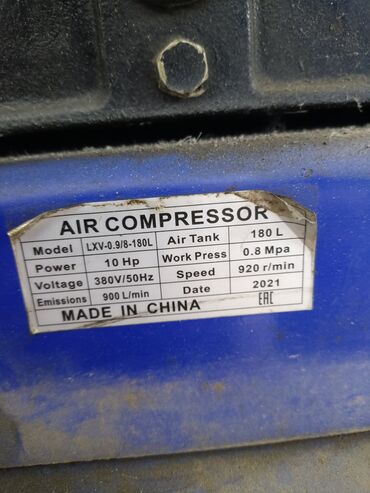 AIR COMPRESSOR
Model LXV-0.9/8-180L Air Tank 180 L
Power 10 Hp Work Press 0.8 Mpa
Voltage 380V/50Hz Speed 920 r/min
Emissions 900 L/min Date 2021
MADE IN CHINA EAC